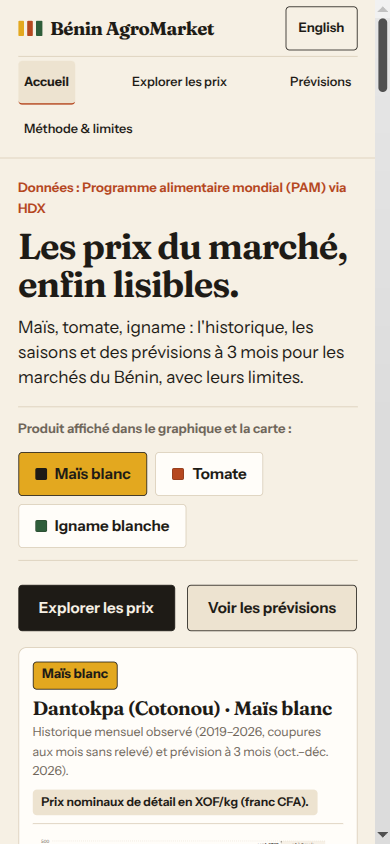 Bénin AgroMarket
English
Accueil
Explorer les prix
Prévisions
Méthode & limites
Données : Programme alimentaire mondial (PAM) via
HDX
Les prix du marché,
enfin lisibles.
Maïs, tomate, igname : l'historique, les
saisons et des prévisions à 3 mois pour les
marchés du Bénin, avec leurs limites.
Produit affiché dans le graphique et la carte :
Maïs blanc
Tomate
Igname blanche
Explorer les prix
Voir les prévisions
Maïs blanc
Dantokpa (Cotonou) · Maïs blanc
Historique mensuel observé (2019–2026, coupures
aux mois sans relevé) et prévision à 3 mois (oct.–déc.
2026).
Prix nominaux de détail en XOF/kg (franc CFA).